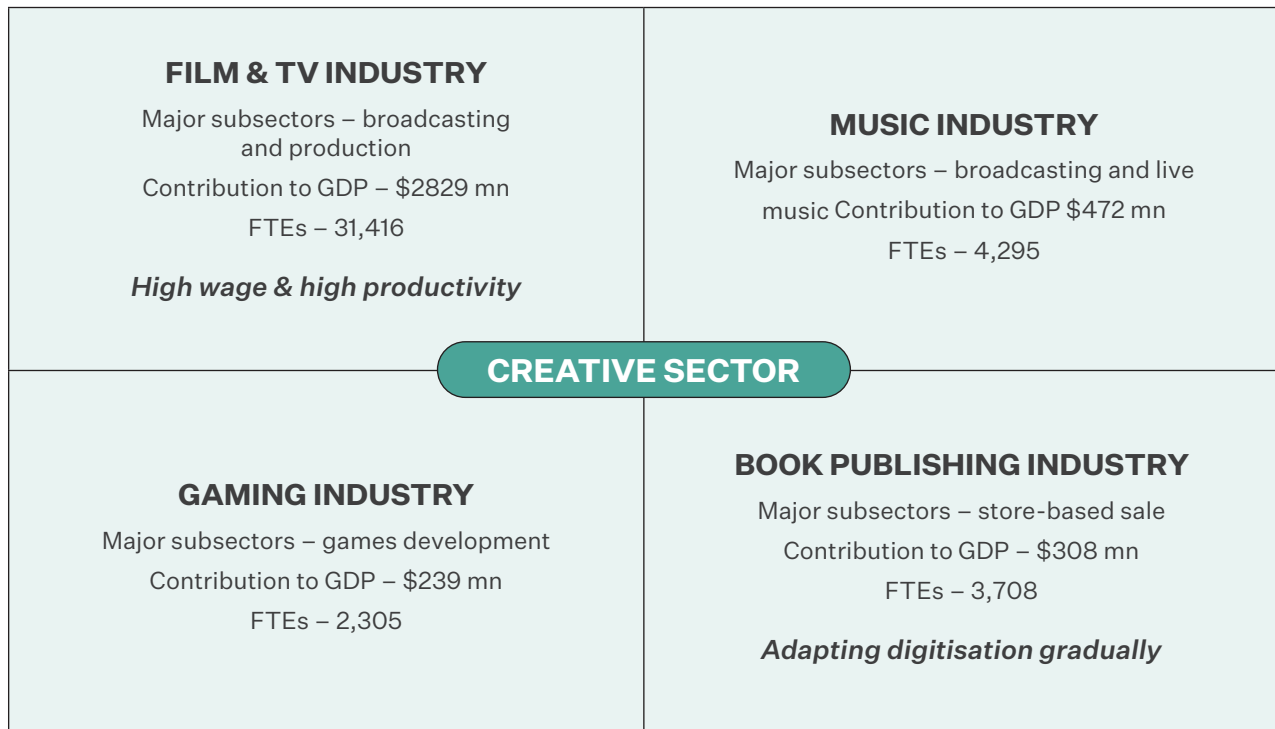 FILM & TV INDUSTRY
Major subsectors – broadcasting
and production
Contribution to GDP – $2829 mn
FTEs – 31,416
High wage & high productivity
MUSIC INDUSTRY
Major subsectors – broadcasting and live
music Contribution to GDP $472 mn
FTEs – 4,295
CREATIVE SECTOR
GAMING INDUSTRY
Major subsectors – games development
Contribution to GDP – $239 mn
FTEs – 2,305
BOOK PUBLISHING INDUSTRY
Major subsectors – store-based sale
Contribution to GDP – $308 mn
FTEs – 3,708
Adapting digitisation gradually